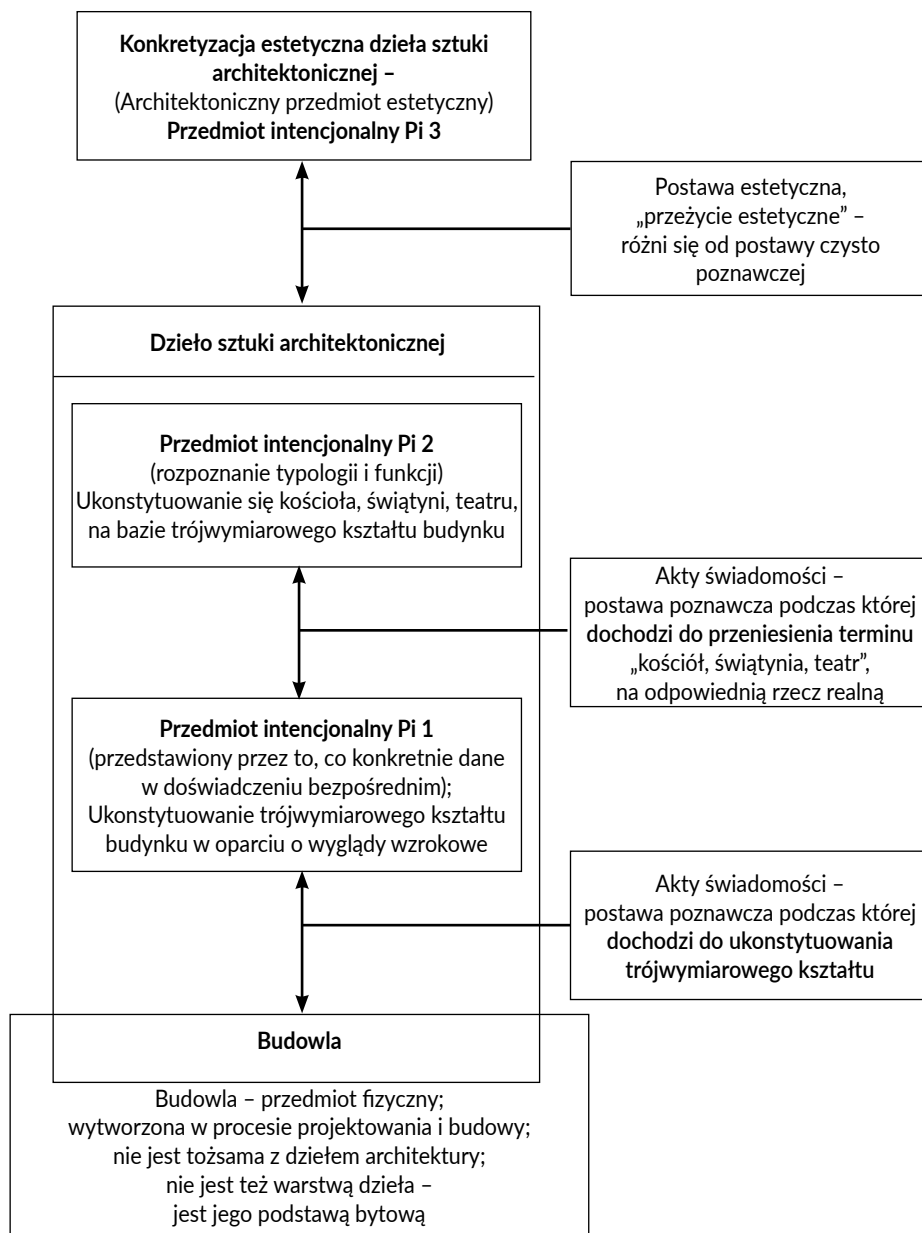 Konkretyzacja estetyczna dzieła sztuki
architektonicznej –
(Architektoniczny przedmiot estetyczny)
Przedmiot intencjonalny Pi 3
Postawa estetyczna,
„przeżycie estetyczne” –
różni się od postawy czysto
poznawczej
Dzieło sztuki architektonicznej
Przedmiot intencjonalny Pi 2
(rozpoznanie typologii i funkcji)
Ukonstytuowanie się kościoła, świątyni, teatru,
na bazie trójwymiarowego kształtu budynku
Akty świadomości –
postawa poznawcza podczas której
dochodzi do przeniesienia terminu
„kościół, świątynia, teatr”,
na odpowiednią rzecz realną
Przedmiot intencjonalny Pi 1
(przedstawiony przez to, co konkretnie dane
w doświadczeniu bezpośrednim);
Ukonstytuowanie trójwymiarowego kształtu
budynku w oparciu o wyglądy wzrokowe
Akty świadomości –
postawa poznawcza podczas której
dochodzi do ukonstytuowania
trójwymiarowego kształtu
Budowla
Budowla – przedmiot fizyczny;
wytworzona w procesie projektowania i budowy;
nie jest tożsama z dziełem architektury;
nie jest też warstwą dzieła –
jest jego podstawą bytową